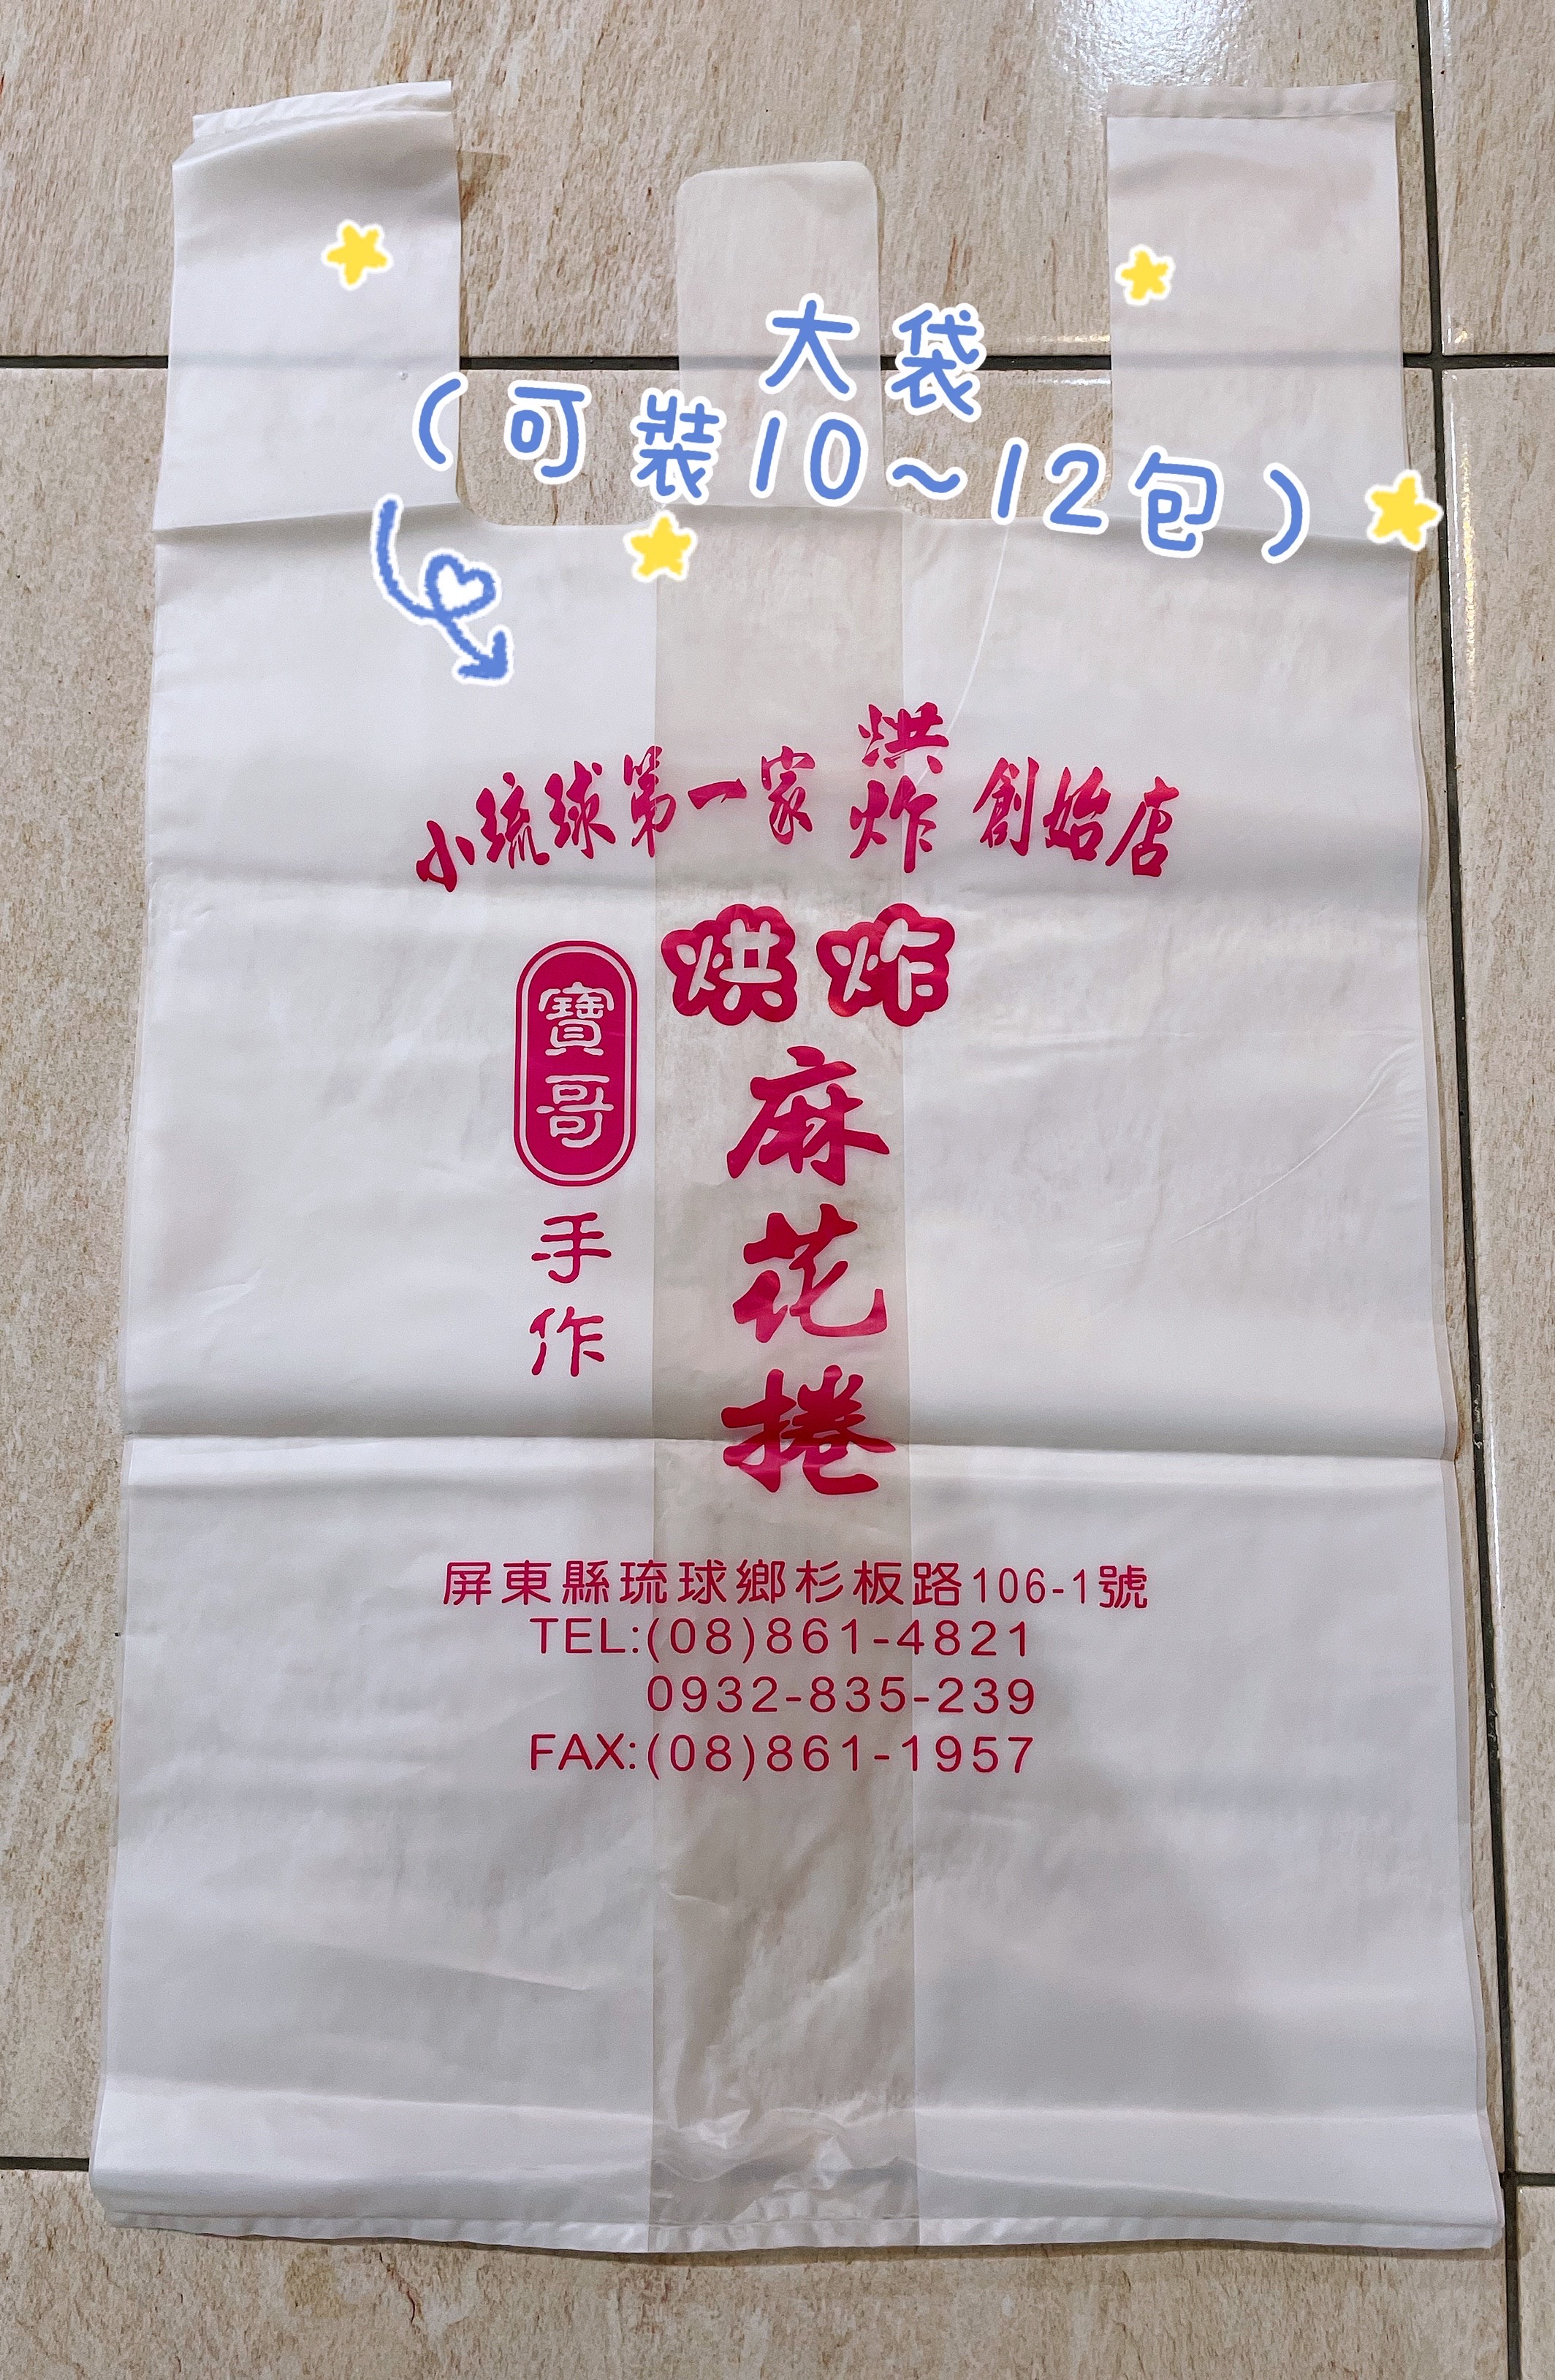 大袋
（可裝10~12包）
小琉球第一家烘炸創始店
烘炸
麻花捲
寶哥
手作
屏東縣琉球鄉杉板路106-1號
TEL:(08)861-4821
0932-835-239
FAX:(08)861-1957